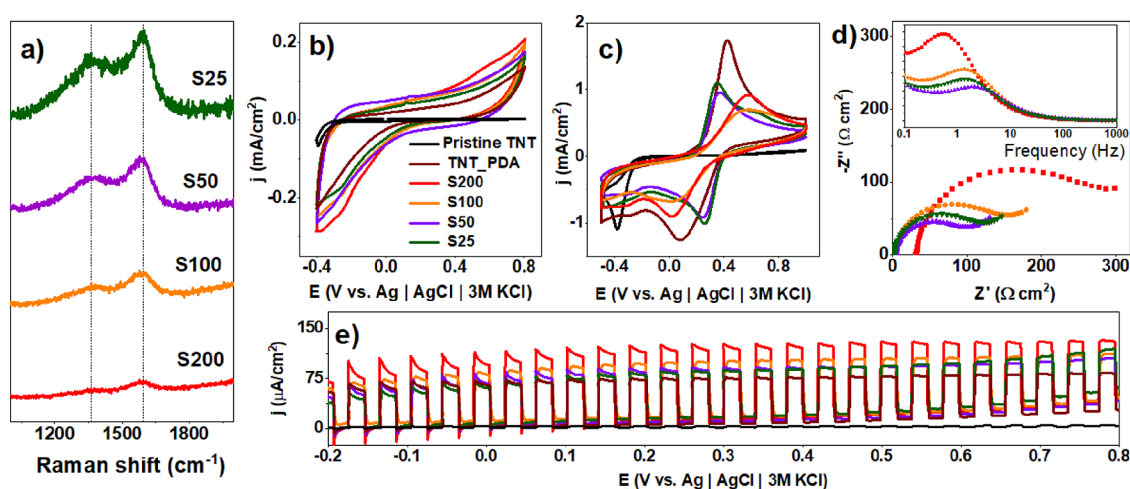 a)
S25
S50
S100
S200
1200 1600 1800
Raman shift (cm⁻¹)
b)
j (mA/cm²)
0.2
0.0
-0.2
-0.4 0.0 0.4 0.8
E (V vs. Ag | AgCl | 3M KCl)
Pristine TNT
TNT_PDA
S200
S100
S50
S25
c)
j (mA/cm²)
2
1
0
-1
-0.4 0.0 0.4 0.8
E (V vs. Ag | AgCl | 3M KCl)
d)
-Z'' (Ω cm²)
300
200
100
0
0.1 1 10 100 1000
Frequency (Hz)
0 100 200 300
Z' (Ω cm²)
e)
j (μA/cm²)
150
75
0
-0.2 -0.1 0.0 0.1 0.2 0.3 0.4 0.5 0.6 0.7 0.8
E (V vs. Ag | AgCl | 3M KCl)